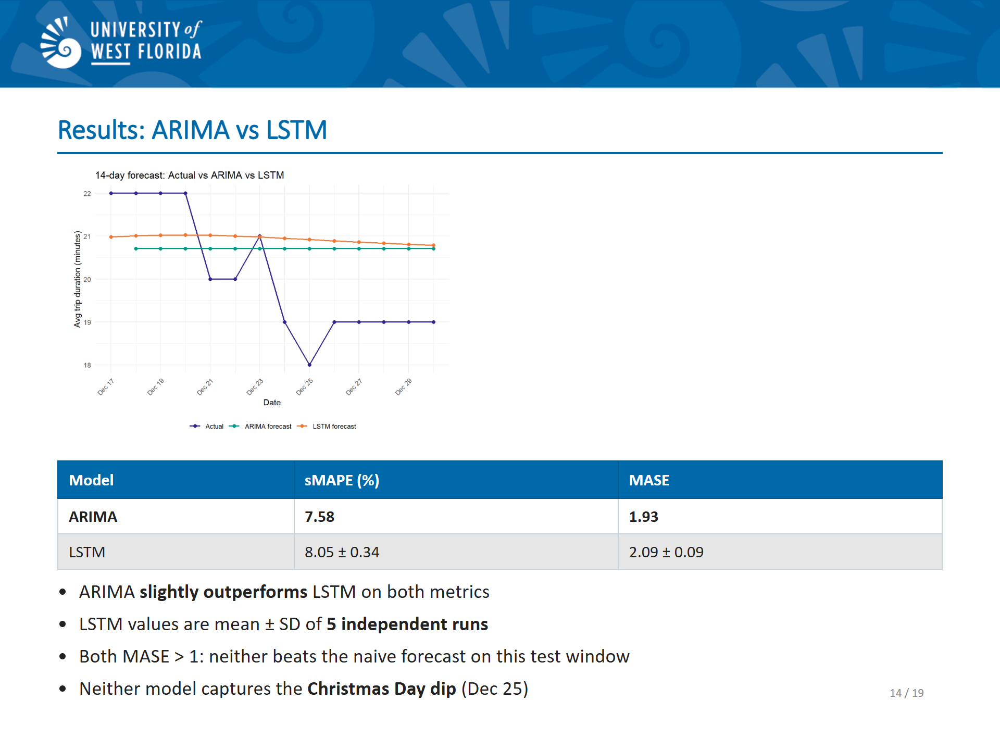 UNIVERSITY of
WEST FLORIDA
Results: ARIMA vs LSTM
14-day forecast: Actual vs ARIMA vs LSTM
Avg trip duration (minutes)
22
21
20
19
18
Dec 17
Dec 19
Dec 21
Dec 23
Dec 25
Dec 27
Dec 29
Date
Actual ARIMA forecast LSTM forecast
Model sMAPE (%) MASE
ARIMA 7.58 1.93
LSTM 8.05 ± 0.34 2.09 ± 0.09
• ARIMA slightly outperforms LSTM on both metrics
• LSTM values are mean ± SD of 5 independent runs
• Both MASE > 1: neither beats the naive forecast on this test window
• Neither model captures the Christmas Day dip (Dec 25)
14 / 19